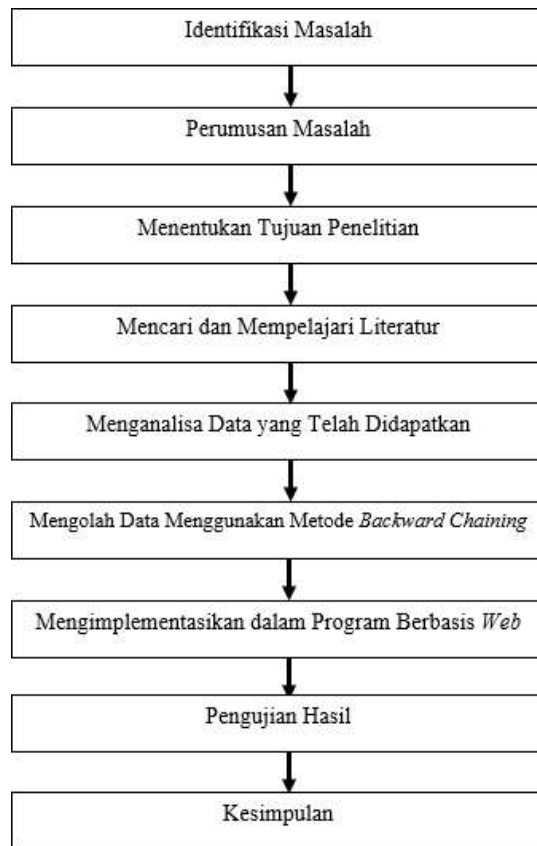 Identifikasi Masalah
Perumusan Masalah
Menentukan Tujuan Penelitian
Mencari dan Mempelajari Literatur
Menganalisa Data yang Telah Didapatkan
Mengolah Data Menggunakan Metode Backward Chaining
Mengimplementasikan dalam Program Berbasis Web
Pengujian Hasil
Kesimpulan